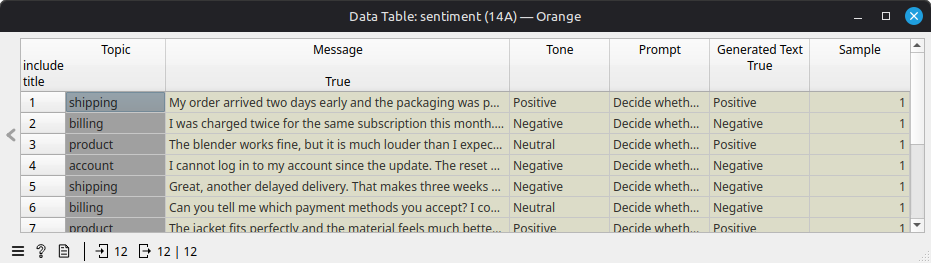 Data Table: sentiment (14A) — Orange
Topic Message Tone Prompt Generated Text Sample
include True
title True
1 shipping My order arrived two days early and the packaging was p... Positive Decide wheth... Positive 1
2 billing I was charged twice for the same subscription this month.... Negative Decide wheth... Negative 1
3 product The blender works fine, but it is much louder than I expec... Neutral Decide wheth... Positive 1
4 account I cannot log in to my account since the update. The reset ... Negative Decide wheth... Negative 1
5 shipping Great, another delayed delivery. That makes three weeks ... Negative Decide wheth... Negative 1
6 billing Can you tell me which payment methods you accept? I co... Neutral Decide wheth... Negative 1
7 product The jacket fits perfectly and the material feels much bette... Positive Decide wheth... Positive 1
12 12 | 12